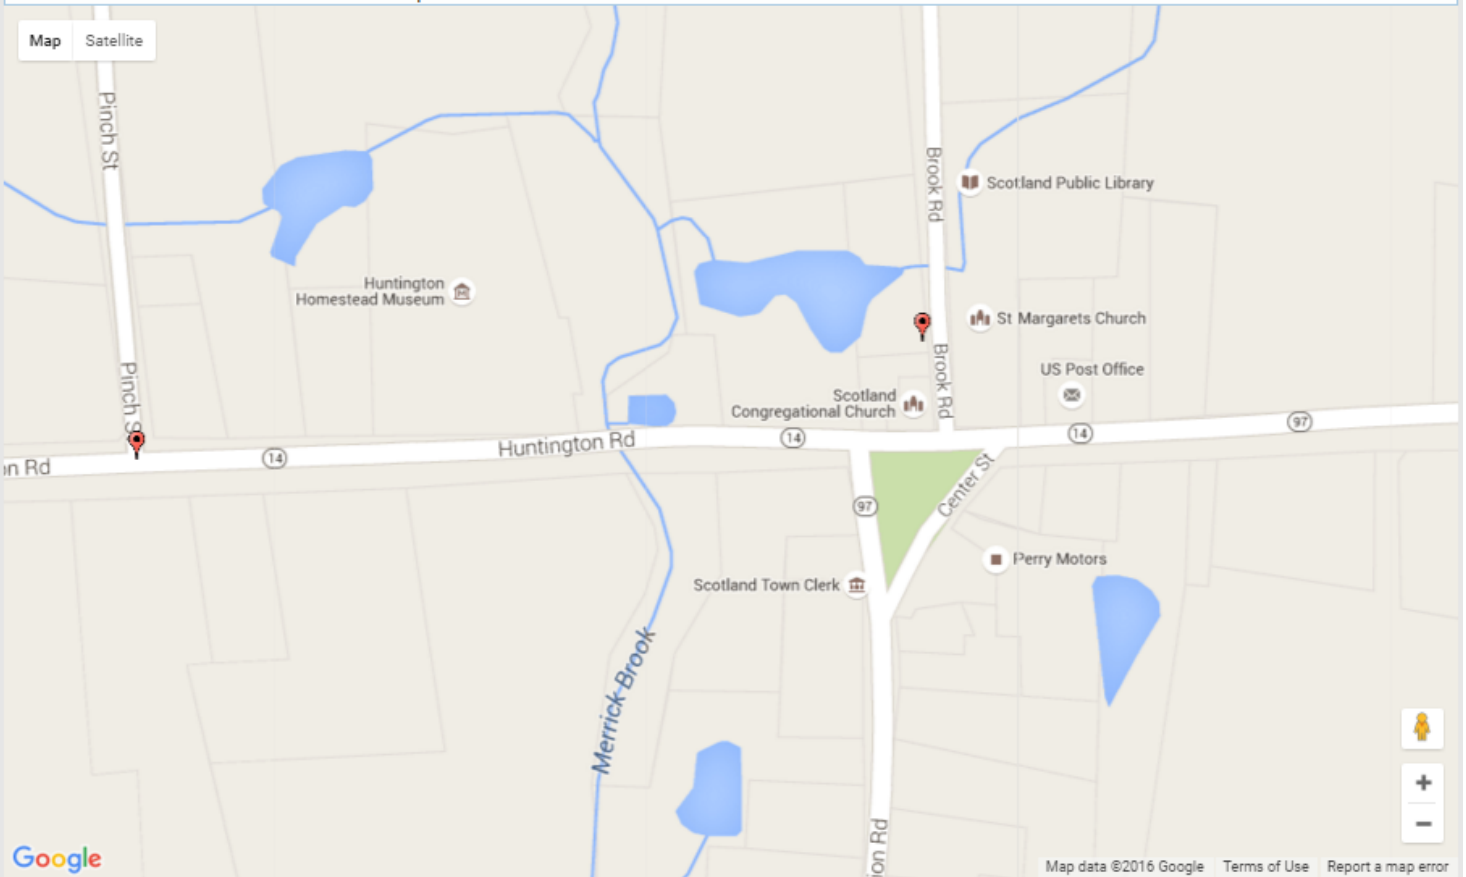 Map
Satellite
Pinch St
Brook Rd
Scotland Public Library
Huntington
Homestead Museum
St Margarets Church
Pinch S
Brook Rd
US Post Office
Scotland
Congregational Church
97
14
14
Huntington Rd
14
on Rd
Center St
97
Perry Motors
Scotland Town Clerk
Merrick Brook
on Rd
Google
Map data ©2016 Google
Terms of Use
Report a map error